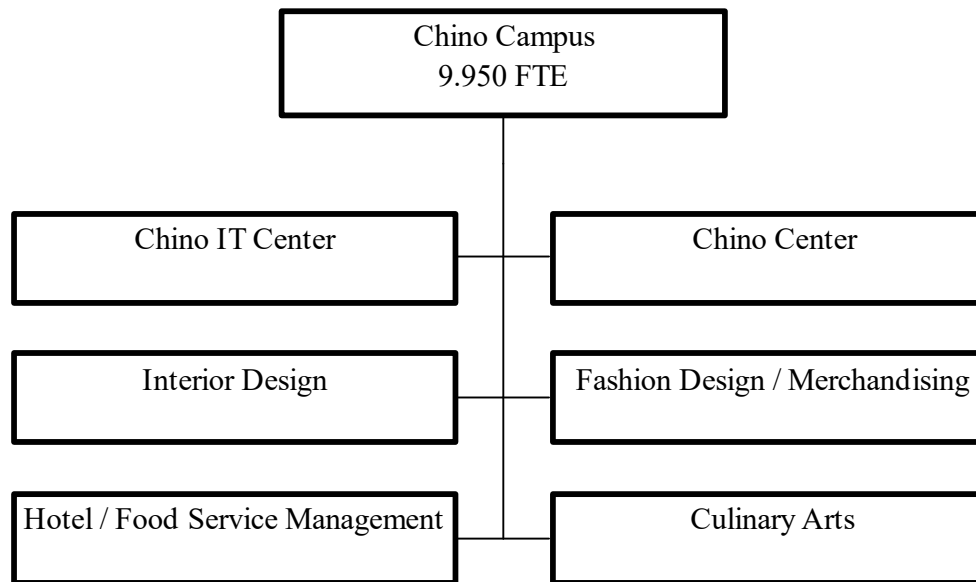 Chino Campus
9.950 FTE
Chino IT Center
Chino Center
Interior Design
Fashion Design / Merchandising
Hotel / Food Service Management
Culinary Arts